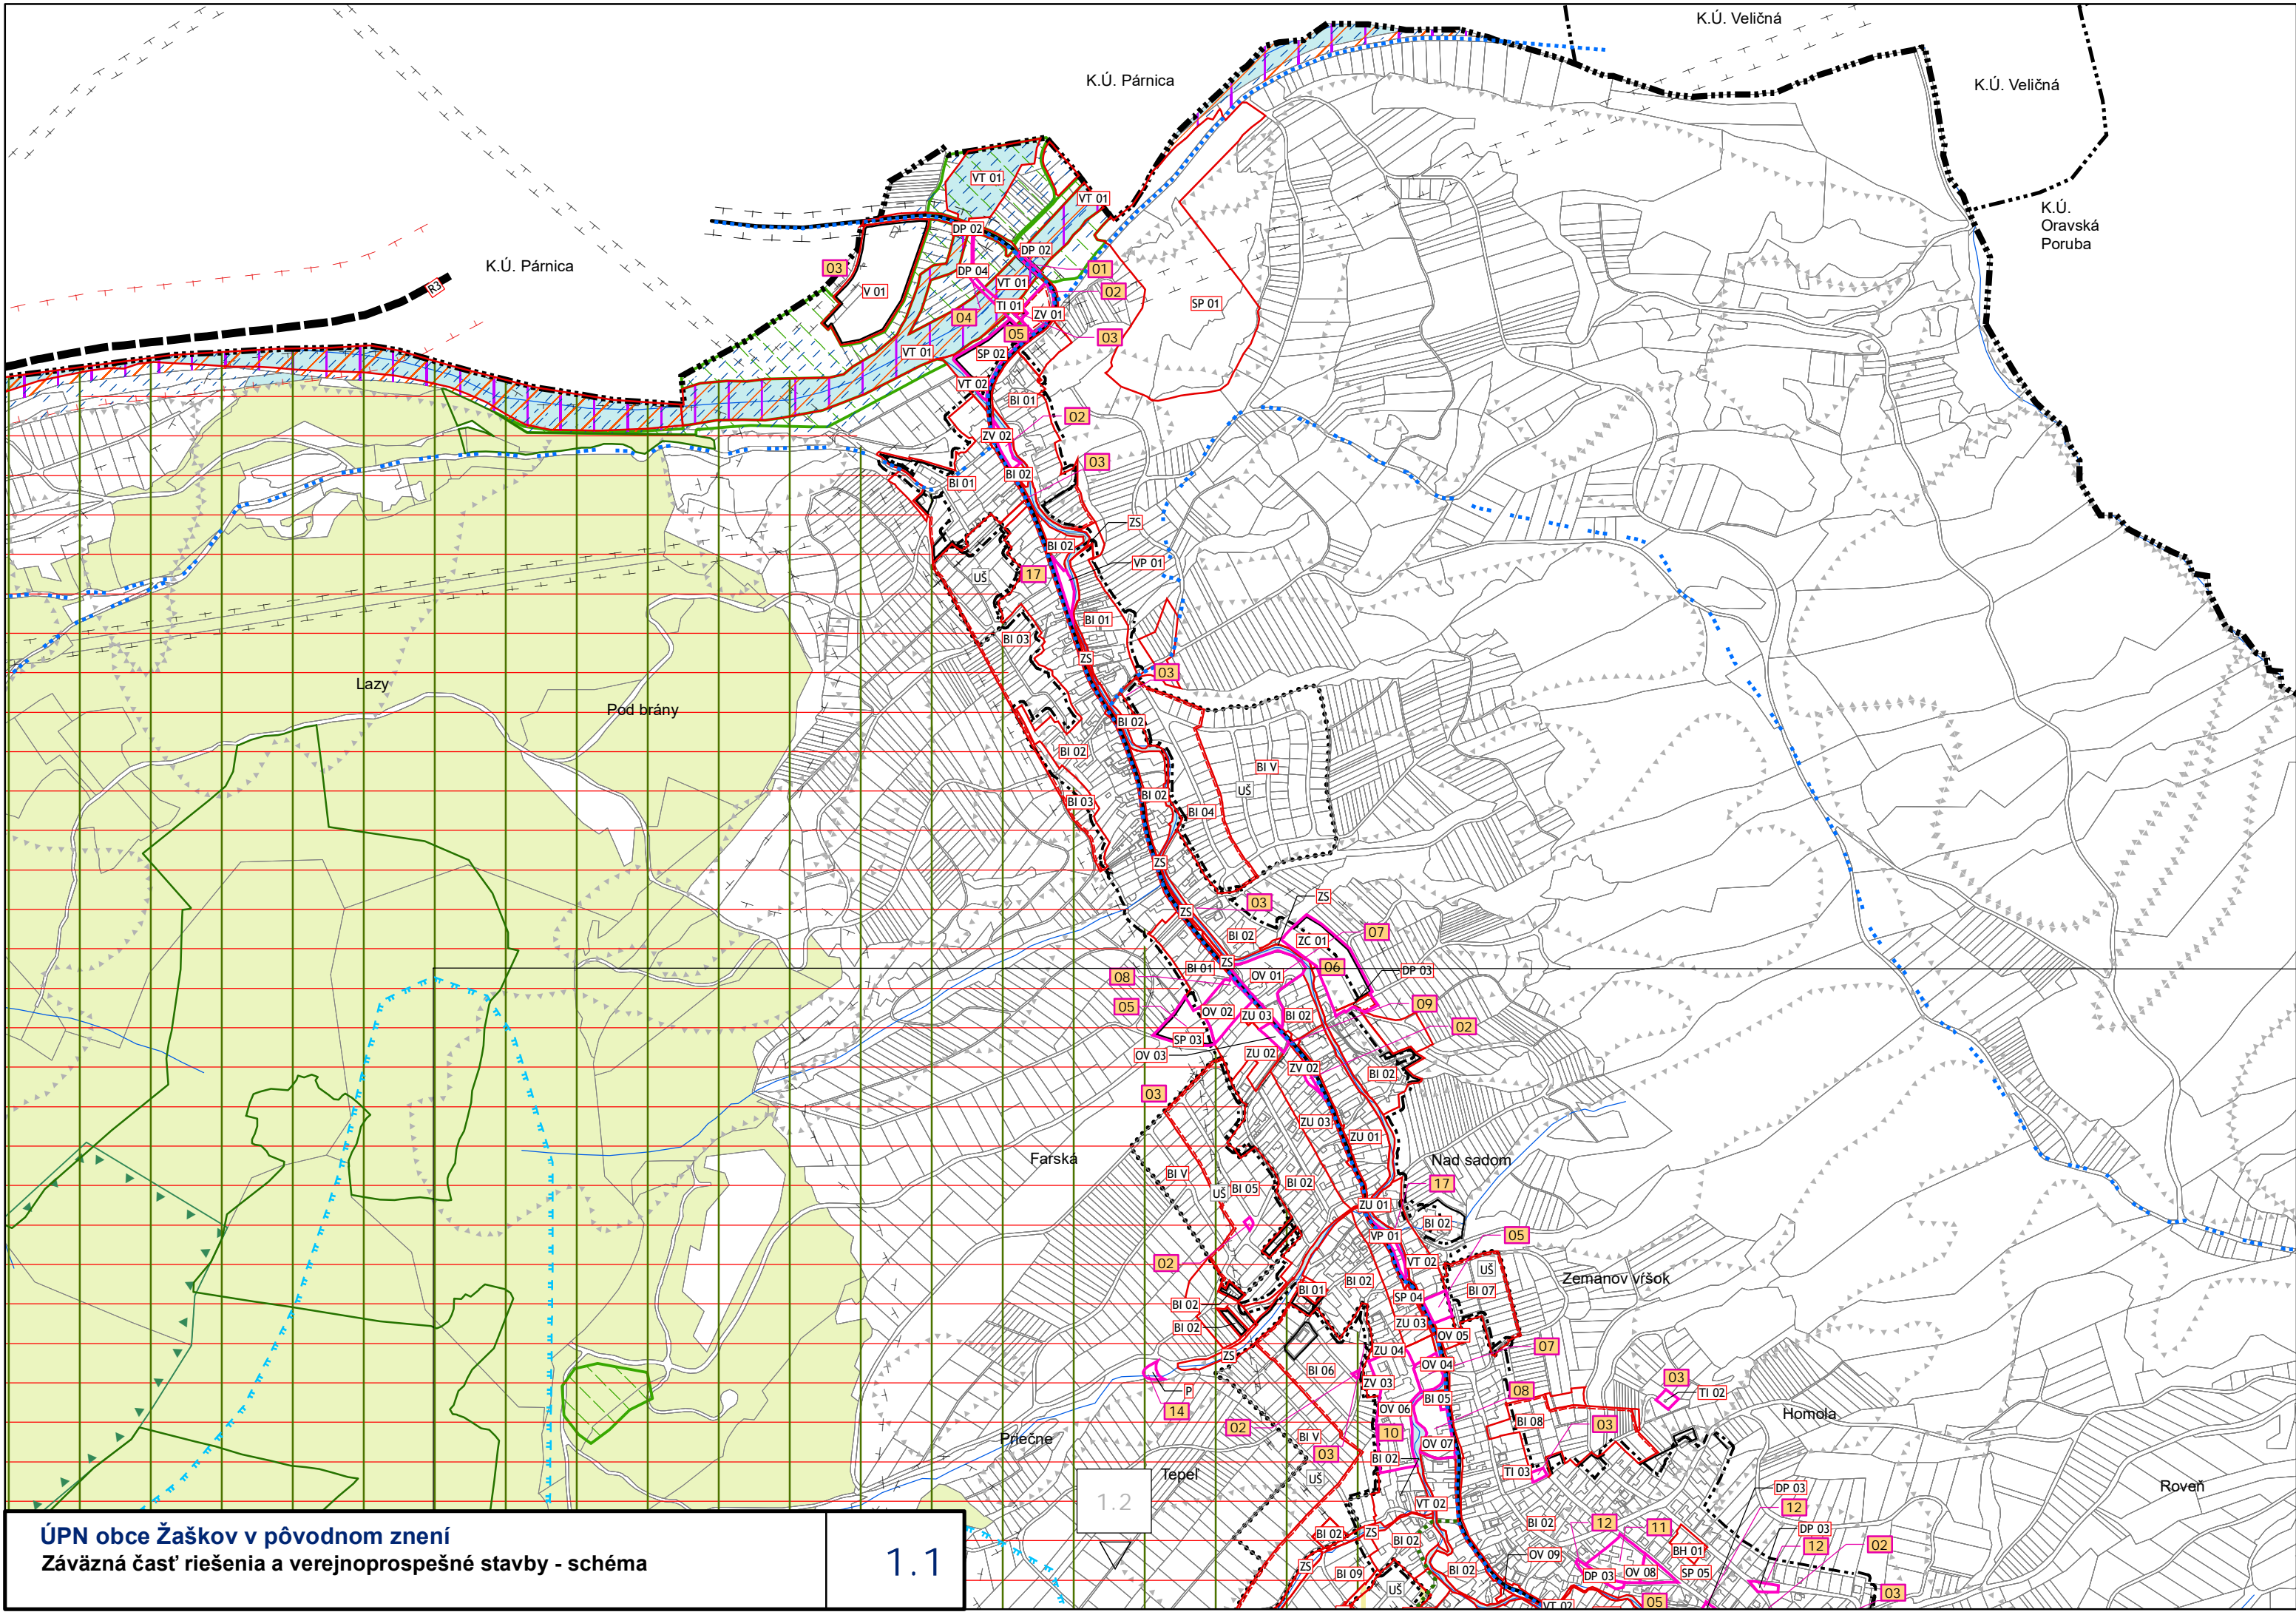 K.Ú. Veličná
K.Ú. Párnica
K.Ú. Veličná
K.Ú.
Oravská
Poruba
K.Ú. Párnica
R3
VT 01
VT 01
DP 02
DP 02
03
DP 04
01
V 01
VT 01
02
TI 01
SP 01
04
ZV 01
05
03
VT 01
SP 02
VT 02
BI 01
02
ZV 02
03
BI 02
BI 01
ZS
BI 02
VP 01
UŠ
17
BI 01
BI 03
ZS
03
Lazy
Pod brány
BI 02
BI 02
BI V
UŠ
BI 03
BI 02
BI 04
ZS
ZS
03
ZS
BI 02
ZC 01
07
ZS
BI 01
06
DP 03
08
OV 01
05
OV 02
ZU 03
BI 02
09
02
SP 03
OV 03
ZU 02
ZV 02
BI 02
03
ZU 03
ZU 01
Farská
Nad sadom
BI V
UŠ
BI 05
BI 02
17
ZU 01
BI 02
VP 01
05
02
VT 02
UŠ
BI 02
Zemanov vŕšok
BI 01
BI 07
BI 02
SP 04
BI 02
ZU 03
OV 05
ZS
ZU 04
07
OV 04
BI 06
03
P
ZV 03
08
TI 02
BI 05
14
OV 06
BI 08
Homola
02
10
03
Priečne
BI V
OV 07
03
BI 02
Tepeľ
UŠ
TI 03
Roveň
1.2
VT 02
DP 03
12
BI 02
12
11
DP 03
BI 02
ZS
BI 02
12
02
OV 09
BH 01
ZS
BI 09
BI 02
DP 03
OV 08
SP 05
UŠ
03
VT 02
05
ÚPN obce Žaškov v pôvodnom znení
Záväzná časť riešenia a verejnoprospešné stavby - schéma
1.1